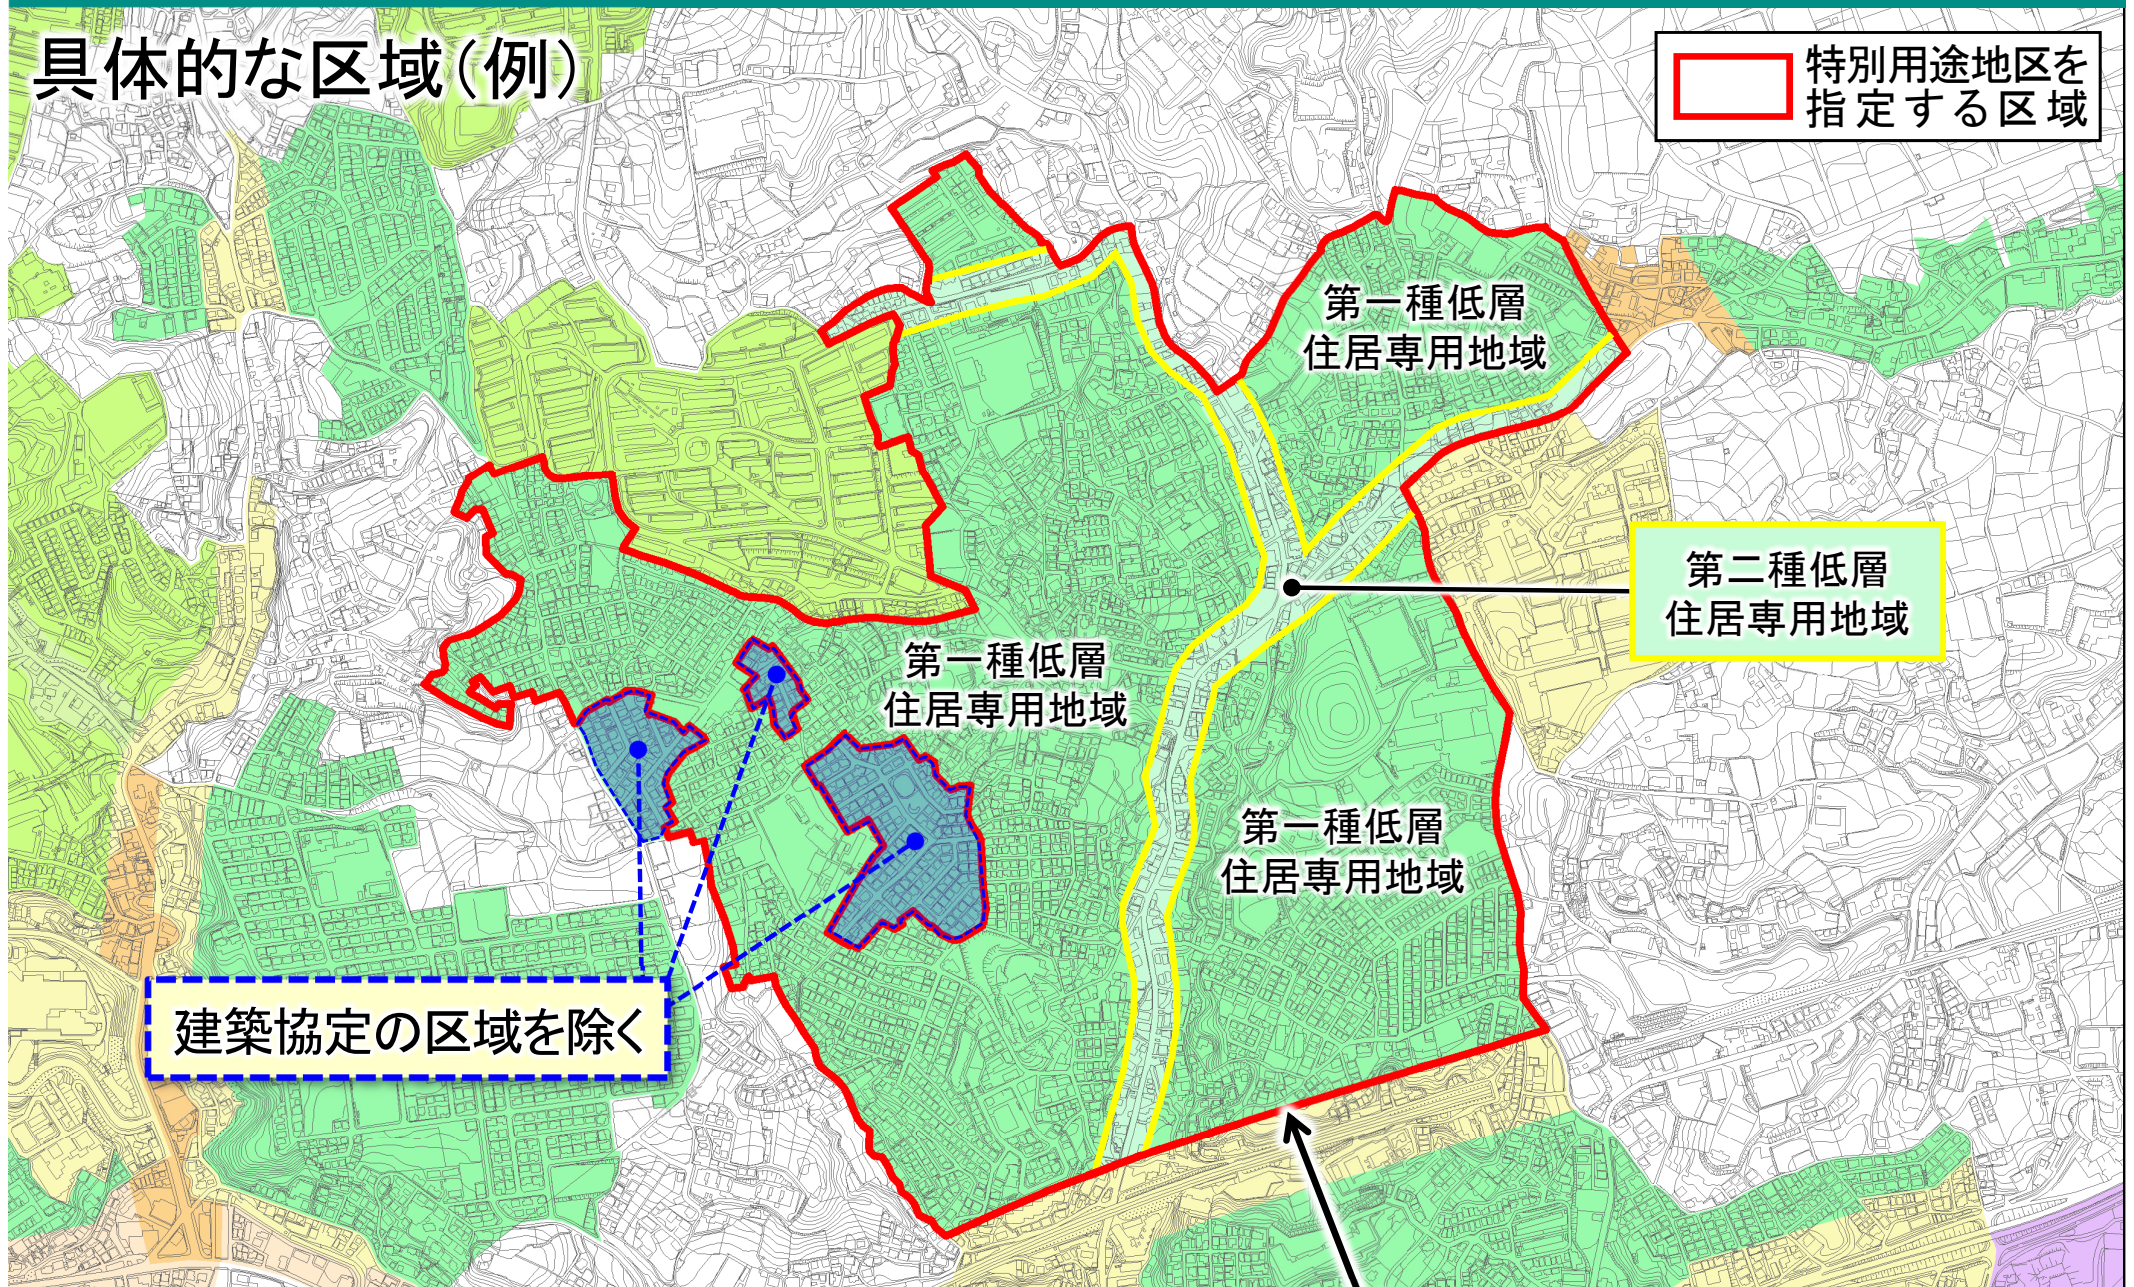 具体的な区域（例）
特別用途地区を
指定する区域
第一種低層
住居専用地域
第二種低層
住居専用地域
第一種低層
住居専用地域
第一種低層
住居専用地域
建築協定の区域を除く